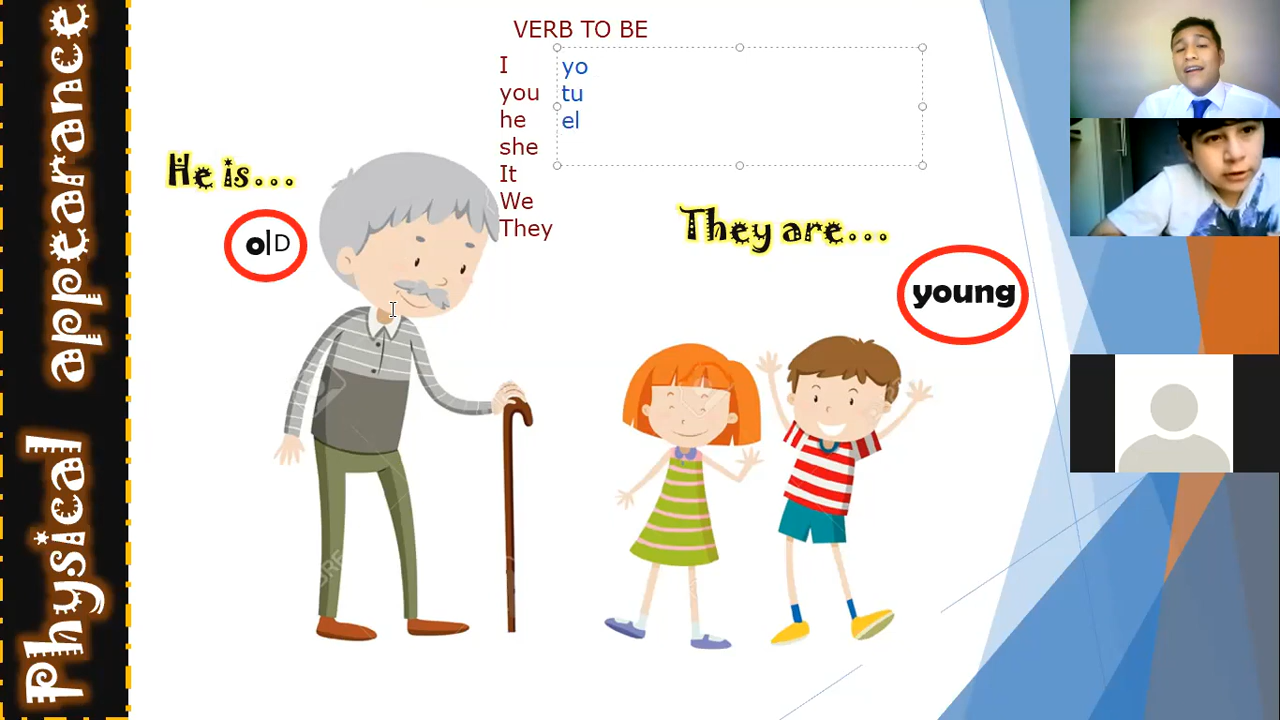 Physical appearance
VERB TO BE
I
you
he
she
It
We
They
yo
tu
el
He is...
olD
They are...
young